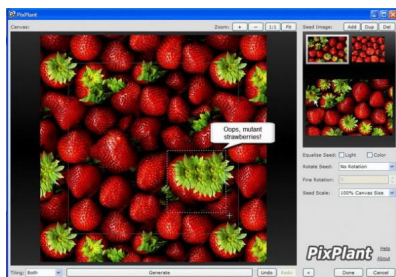 PixPlant
Canvas:
Zoom: + − 1:1 Fit
Seed Image: Add Dup Del
Oops, mutant
strawberries!
Equalize Seed: Light Color
Rotate Seed: No Rotation
Fine Rotation:
Seed Scale: 100% Canvas Size
PixPlant
Help
About
Tiling: Both Generate Undo Redo < Done Cancel